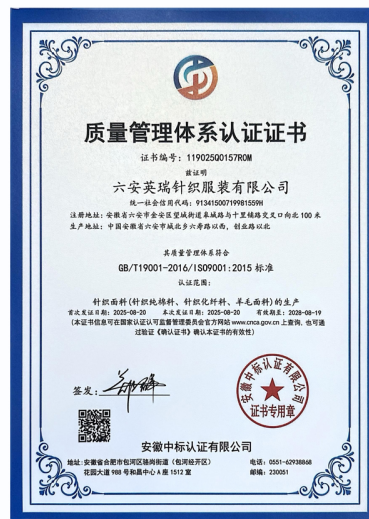 质量管理体系认证证书
证书编号：119025Q0157R0M
兹证明
六安英瑞针织服装有限公司
统一社会信用代码：91341500719981559H
注册地址：安徽省六安市金安区望城街道皋城路与十里铺路交叉口向北 100 米
生产地址：中国安徽省六安市城北乡六寿路以西，创业路以北
其质量管理体系符合
GB/T19001-2016/ISO9001:2015 标准
认证范围：
针织面料(针织纯棉料、针织化纤料、羊毛面料)的生产
首次发证日期：2025-08-20 本次发证日期：2025-08-20 有效期至：2028-08-19
(本证书信息可在国家认证认可监督管理委员会官方网站 www.cnca.gov.cn 上查询，也可通
过验证《确认证书》确认本证书的有效性)
签发：
安徽中标认证有限公司
证书专用章
安徽中标认证有限公司
地址：安徽省合肥市包河区骆岗街道（包河经开区）
花园大道 988 号和昌中心 A 座 1512 室
电话：0551-62938868
邮编：230051